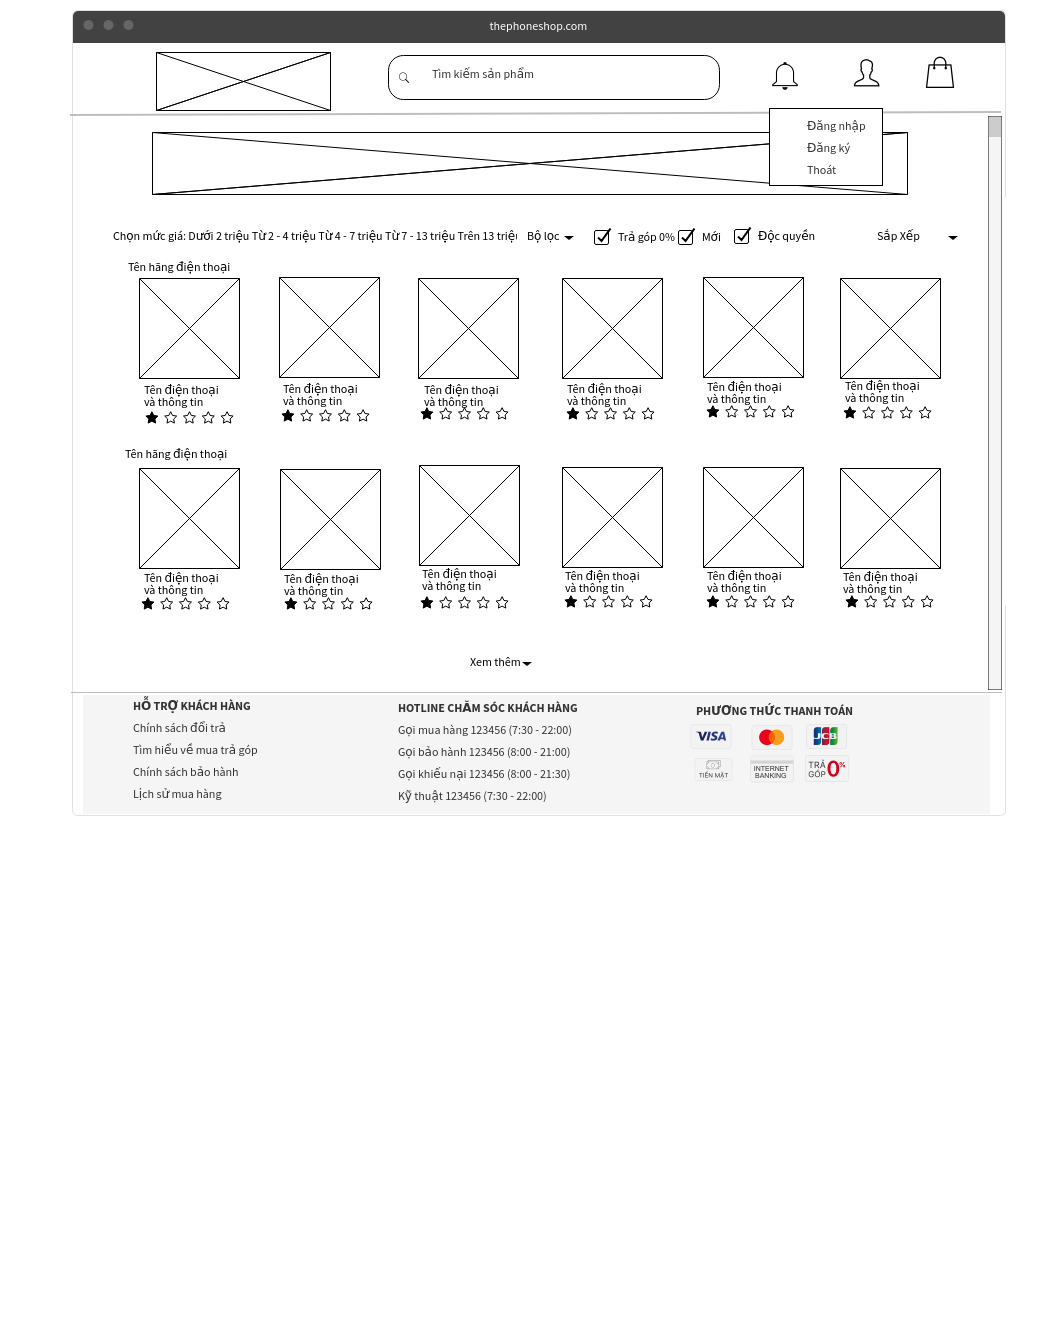 thephoneshop.com
Tìm kiếm sản phẩm
Đăng nhập
Đăng ký
Thoát
Chọn mức giá: Dưới 2 triệu Từ 2 - 4 triệu Từ 4 - 7 triệu Từ 7 - 13 triệu Trên 13 triệu Bộ lọc Trả góp 0% Mới Độc quyền Sắp Xếp
Tên hãng điện thoại
Tên điện thoại Tên điện thoại Tên điện thoại Tên điện thoại Tên điện thoại Tên điện thoại
và thông tin và thông tin và thông tin và thông tin và thông tin và thông tin
Tên hãng điện thoại
Tên điện thoại Tên điện thoại Tên điện thoại Tên điện thoại Tên điện thoại Tên điện thoại
và thông tin và thông tin và thông tin và thông tin và thông tin và thông tin
Xem thêm
HỖ TRỢ KHÁCH HÀNG
Chính sách đổi trả
Tìm hiểu về mua trả góp
Chính sách bảo hành
Lịch sử mua hàng
HOTLINE CHĂM SÓC KHÁCH HÀNG
Gọi mua hàng 123456 (7:30 - 22:00)
Gọi bảo hành 123456 (8:00 - 21:00)
Gọi khiếu nại 123456 (8:00 - 21:30)
Kỹ thuật 123456 (7:30 - 22:00)
PHƯƠNG THỨC THANH TOÁN
VISA JCB
TIỀN MẶT
INTERNET
BANKING
TRẢ
GÓP 0%